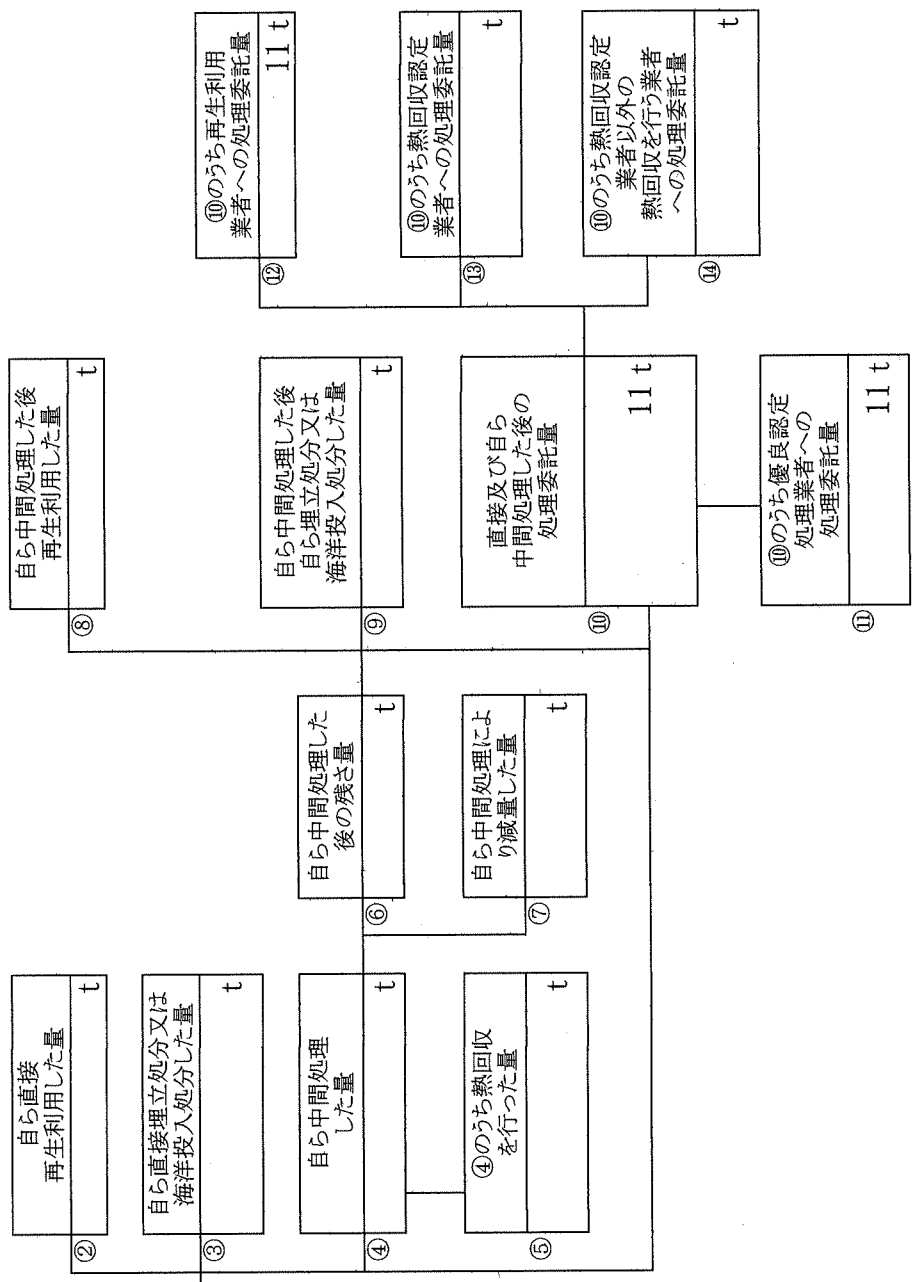 ②
自ら直接
再生利用した量
t
③
自ら直接埋立処分又は
海洋投入処分した量
t
④
自ら中間処理
した量
t
⑤
④のうち熱回収
を行った量
t
⑥
自ら中間処理した
後の残さ量
t
⑦
自ら中間処理によ
り減量した量
t
⑧
自ら中間処理した後
再生利用した量
t
⑨
自ら中間処理した後
自ら埋立処分又は
海洋投入処分した量
t
⑩
直接及び自ら
中間処理した後の
処理委託量
11 t
⑪
⑩のうち優良認定
処理業者への
処理委託量
11 t
⑫
⑩のうち再生利用
業者への処理委託量
11 t
⑬
⑩のうち熱回収認定
業者への処理委託量
t
⑭
⑩のうち熱回収認定
業者以外の
熱回収を行う業者
への処理委託量
t